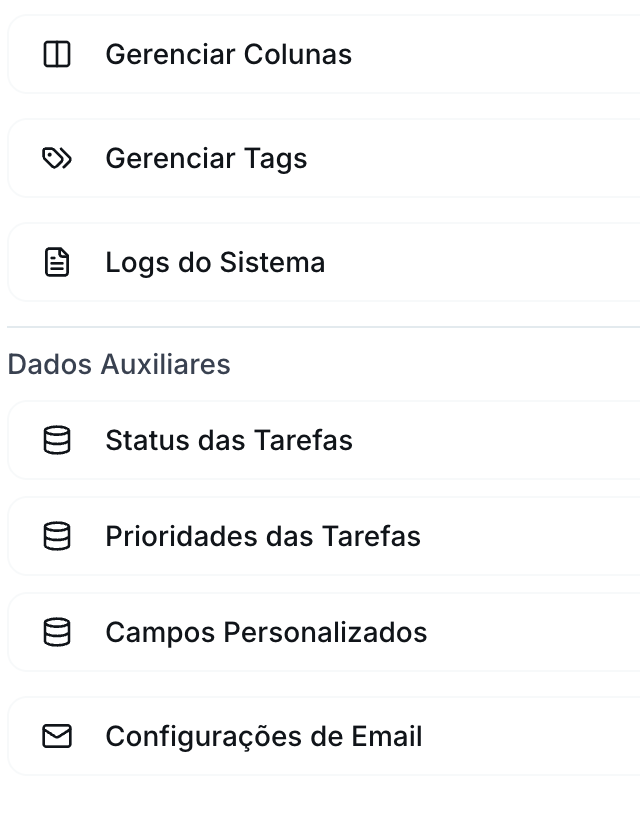 Gerenciar Colunas
Gerenciar Tags
Logs do Sistema
Dados Auxiliares
Status das Tarefas
Prioridades das Tarefas
Campos Personalizados
Configurações de Email